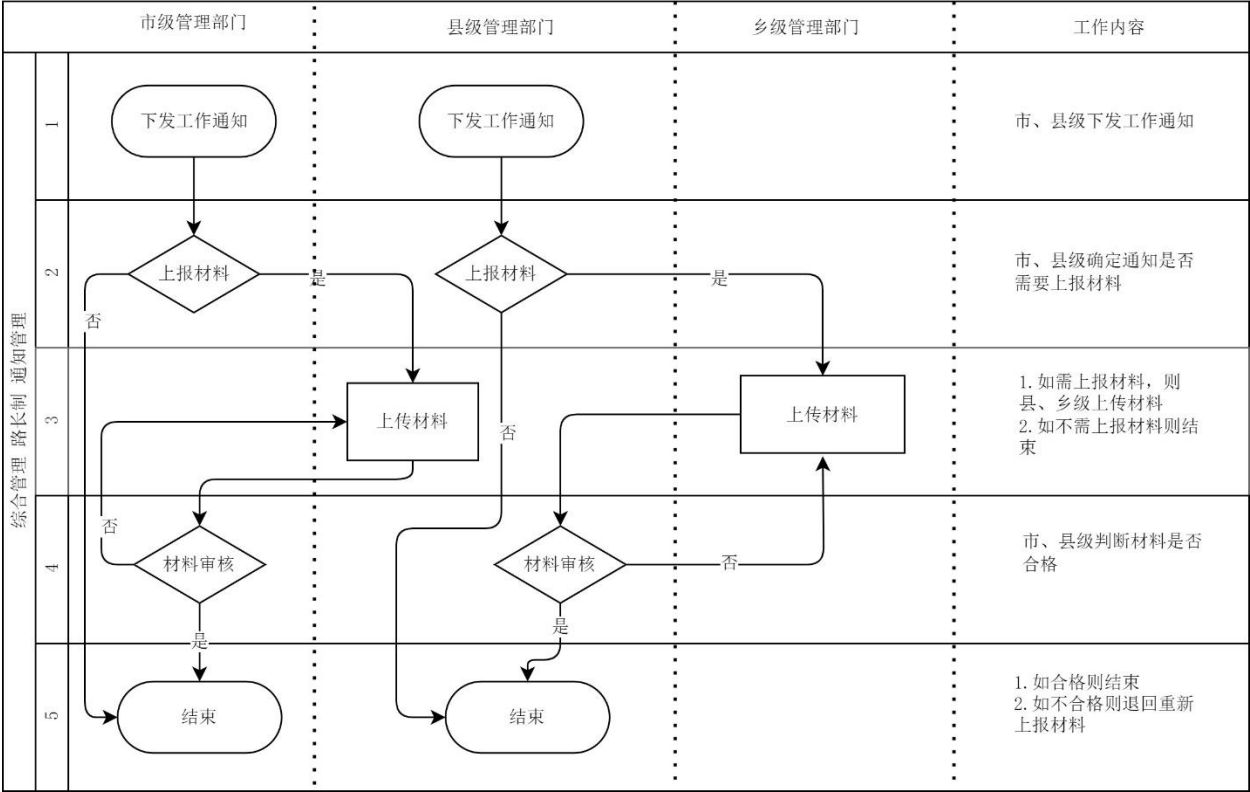 市级管理部门
县级管理部门
乡级管理部门
工作内容
综合管理 路长制 通知管理
1
下发工作通知
下发工作通知
市、县级下发工作通知
2
上报材料
是
否
上报材料
是
市、县级确定通知是否
需要上报材料
3
上传材料
否
上传材料
1.如需上报材料，则
县、乡级上传材料
2.如不需上报材料则结
束
4
否
材料审核
是
材料审核
否
是
市、县级判断材料是否
合格
5
结束
结束
1.如合格则结束
2.如不合格则退回重新
上报材料